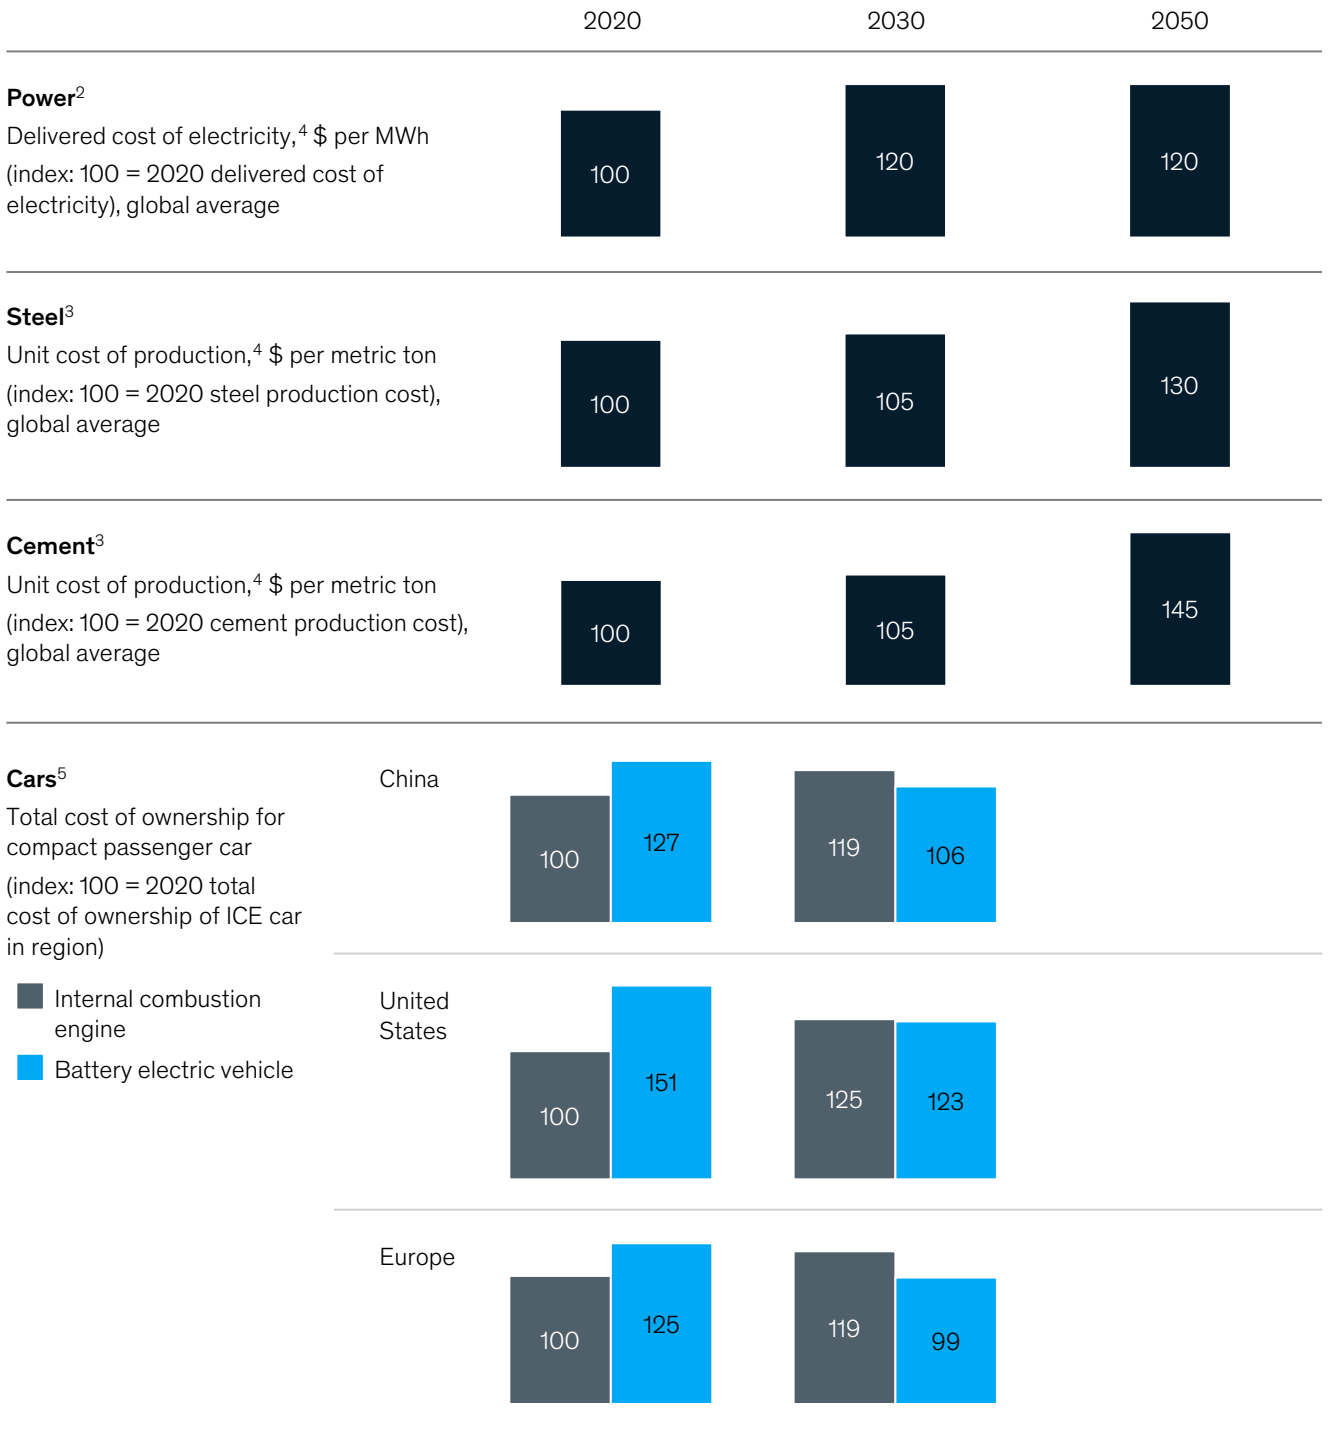 2020 2030 2050
Power²
Delivered cost of electricity,⁴ $ per MWh
(index: 100 = 2020 delivered cost of
electricity), global average
100 120 120
Steel³
Unit cost of production,⁴ $ per metric ton
(index: 100 = 2020 steel production cost),
global average
100 105 130
Cement³
Unit cost of production,⁴ $ per metric ton
(index: 100 = 2020 cement production cost),
global average
100 105 145
Cars⁵
Total cost of ownership for
compact passenger car
(index: 100 = 2020 total
cost of ownership of ICE car
in region)
Internal combustion
engine
Battery electric vehicle
China
100 127 119 106
United
States
100 151 125 123
Europe
100 125 119 99